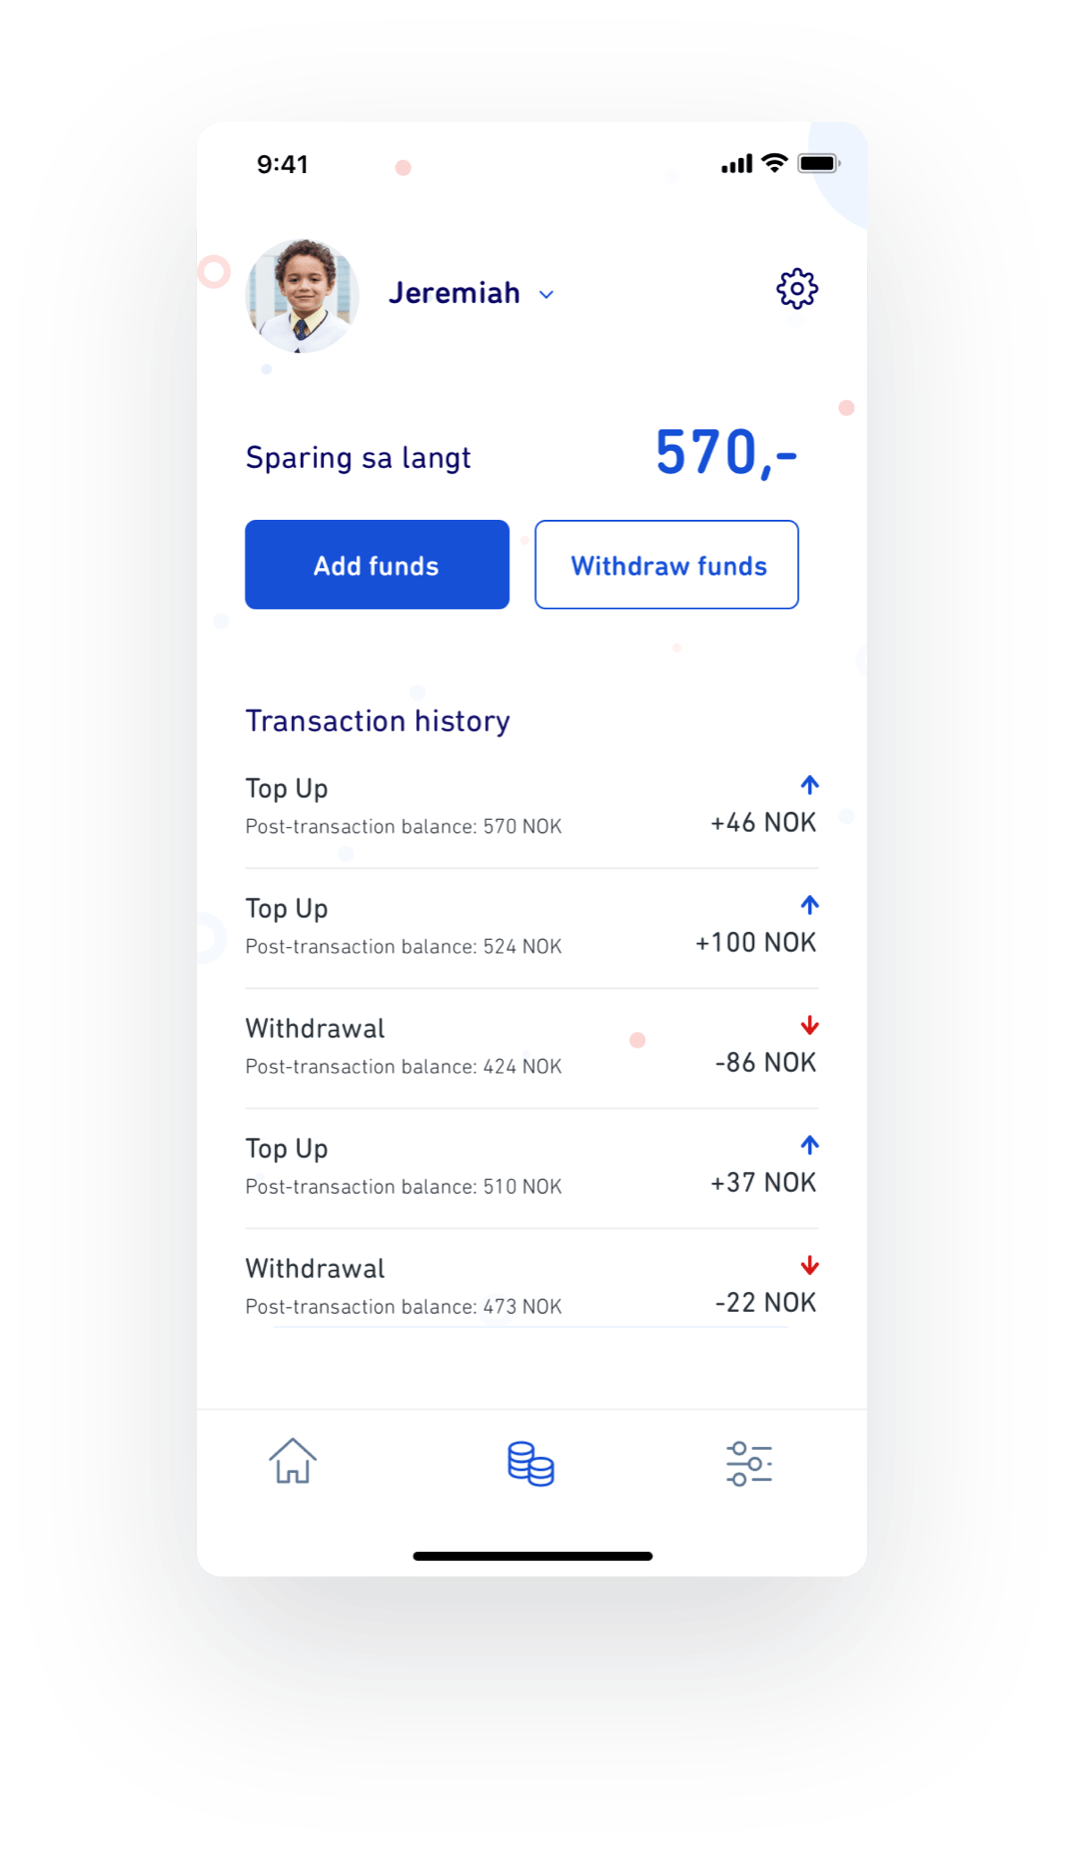 9:41
Jeremiah
Sparing sa langt
570,-
Add funds
Withdraw funds
Transaction history
Top Up
Post-transaction balance: 570 NOK
+46 NOK
Top Up
Post-transaction balance: 524 NOK
+100 NOK
Withdrawal
Post-transaction balance: 424 NOK
-86 NOK
Top Up
Post-transaction balance: 510 NOK
+37 NOK
Withdrawal
Post-transaction balance: 473 NOK
-22 NOK